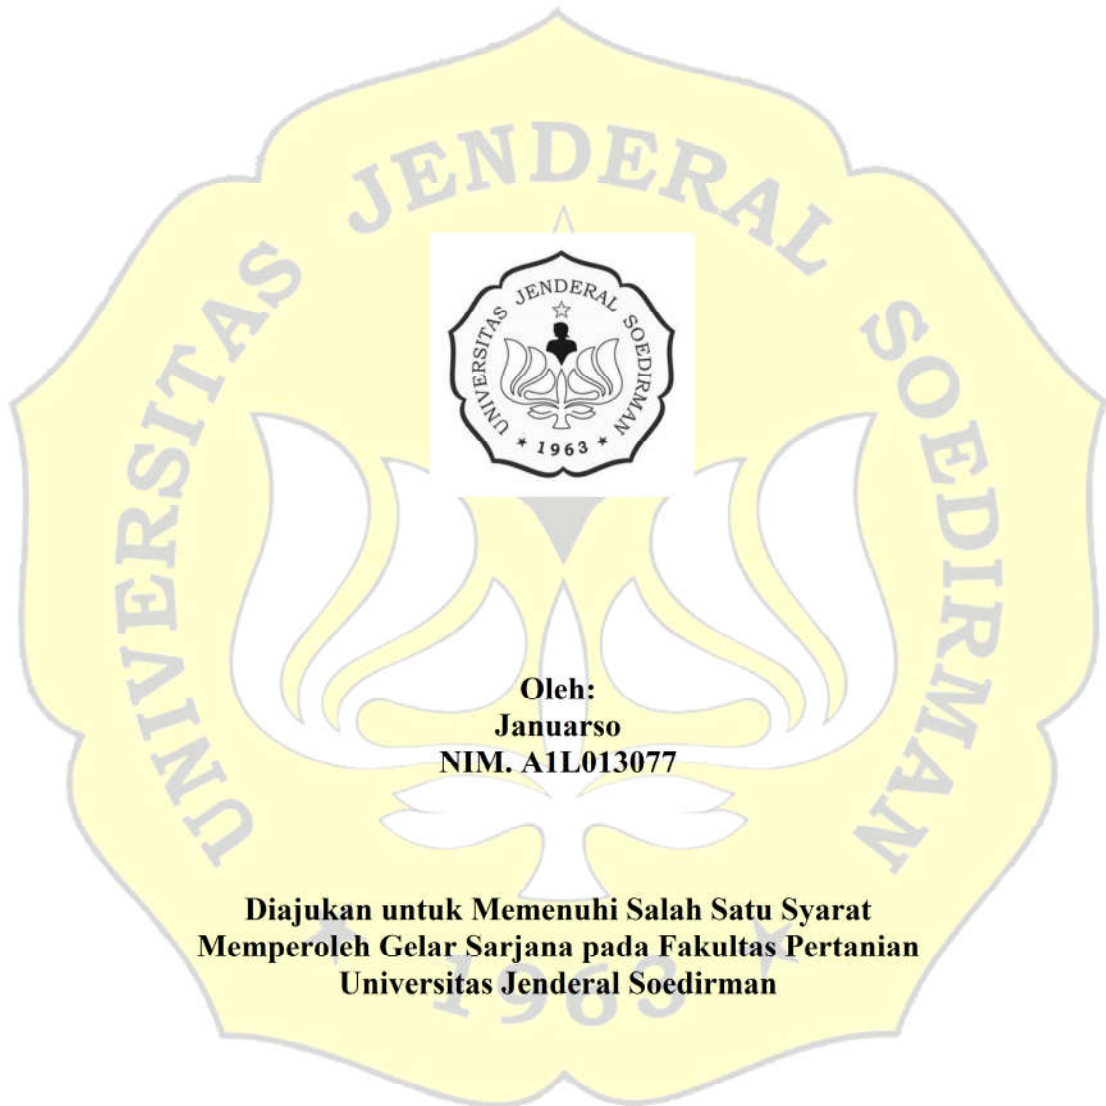 UNIVERSITAS JENDERAL SOEDIRMAN
UNIVERSITAS JENDERAL SOEDIRMAN
* 1963 *
Oleh:
Januarso
NIM. A1L013077
Diajukan untuk Memenuhi Salah Satu Syarat
Memperoleh Gelar Sarjana pada Fakultas Pertanian
Universitas Jenderal Soedirman
1963